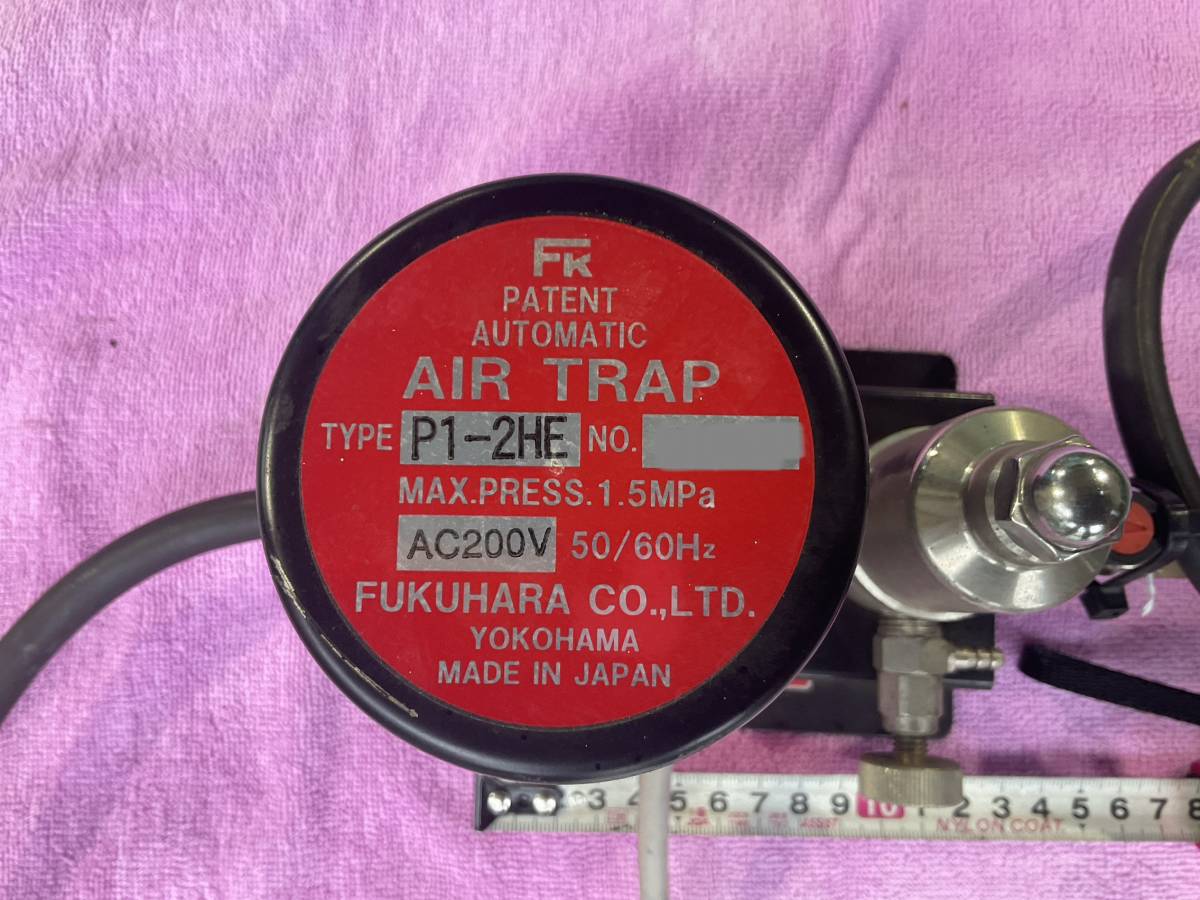 FK
PATENT
AUTOMATIC
AIR TRAP
TYPE P1-2HE NO.
MAX.PRESS.1.5MPa
AC200V 50/60Hz
FUKUHARA CO.,LTD.
YOKOHAMA
MADE IN JAPAN
3 4 5 6 7 8 9 10 1 2 3 4 5 6 7 8
NYLON COAT